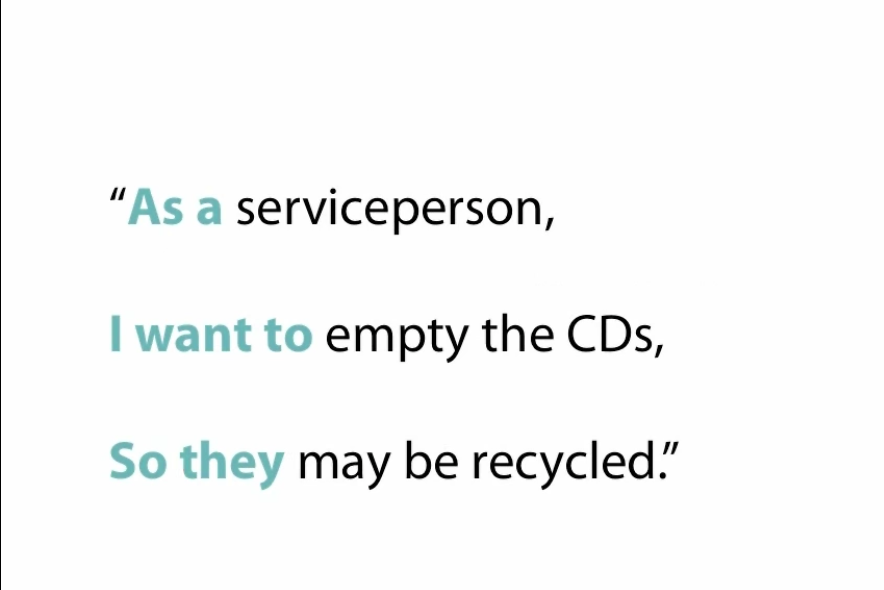 “As a serviceperson,
I want to empty the CDs,
So they may be recycled.”